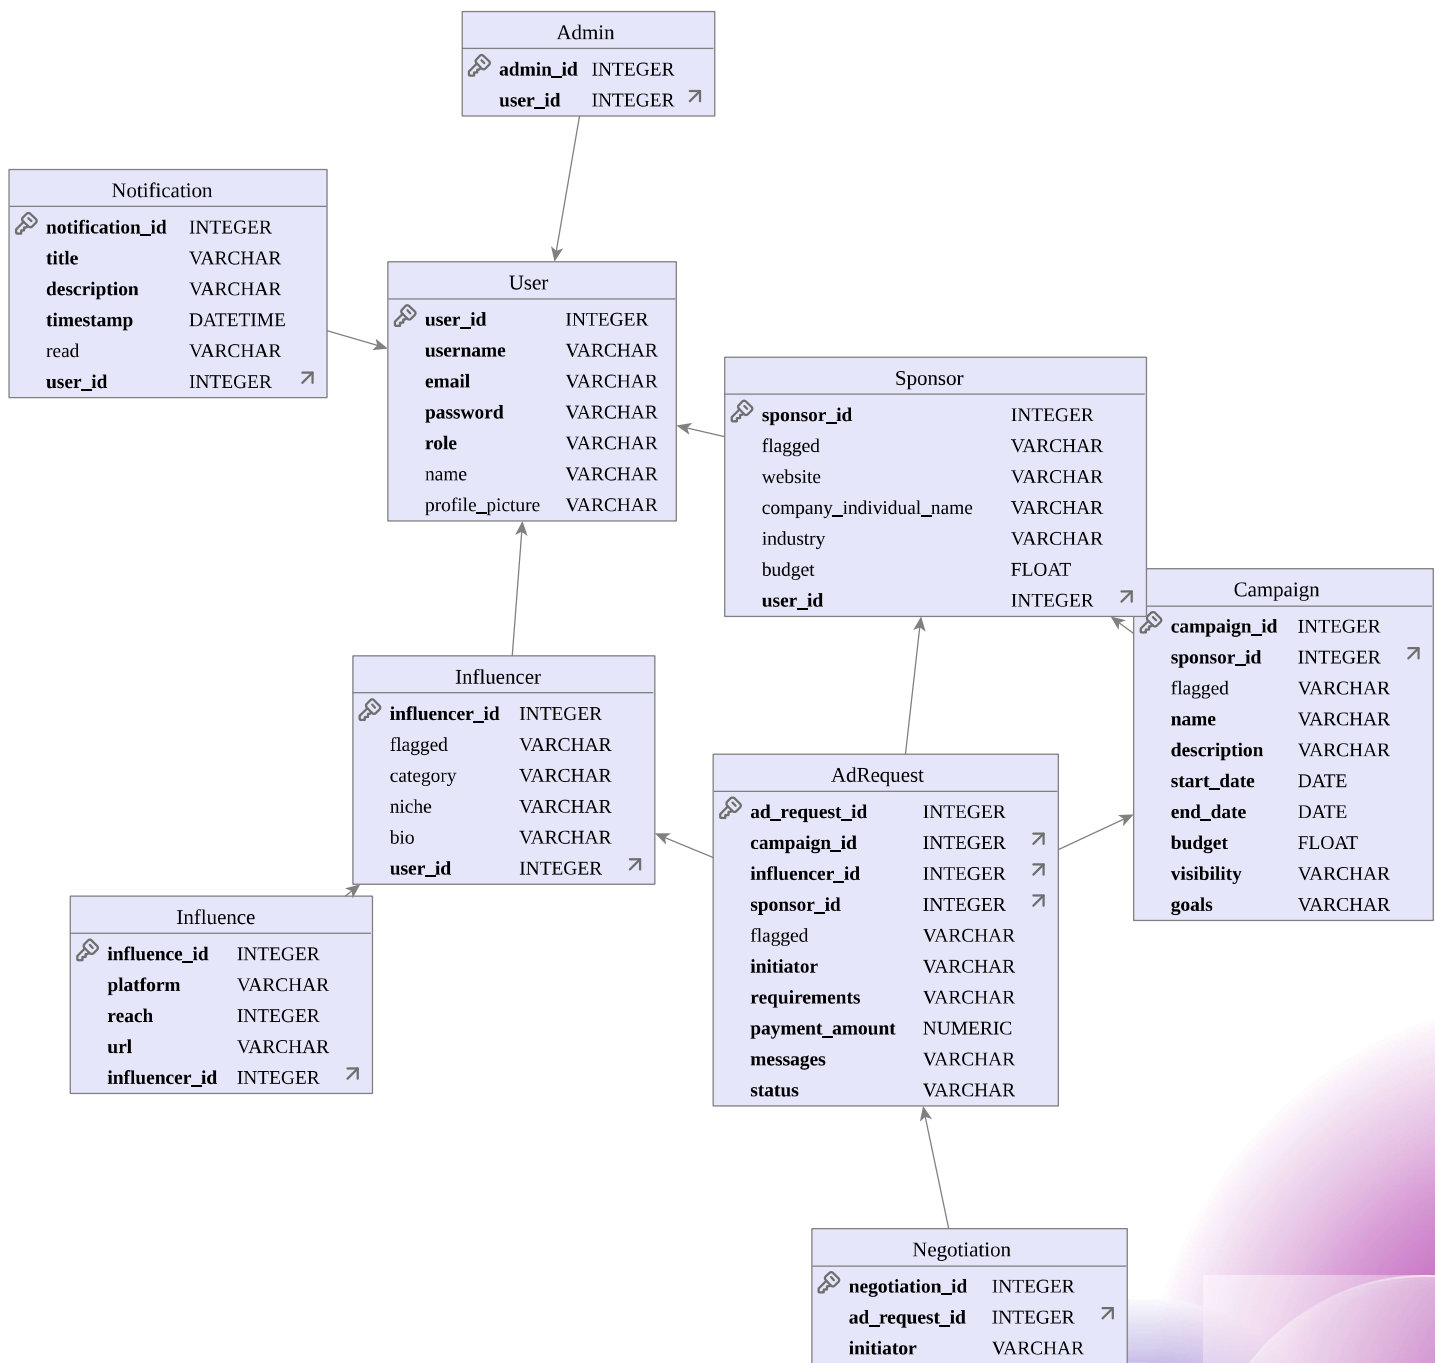 Admin
admin_id INTEGER
user_id INTEGER
Notification
notification_id INTEGER
title VARCHAR
description VARCHAR
timestamp DATETIME
read VARCHAR
user_id INTEGER
User
user_id INTEGER
username VARCHAR
email VARCHAR
password VARCHAR
role VARCHAR
name VARCHAR
profile_picture VARCHAR
Sponsor
sponsor_id INTEGER
flagged VARCHAR
website VARCHAR
company_individual_name VARCHAR
industry VARCHAR
budget FLOAT
user_id INTEGER
Campaign
campaign_id INTEGER
sponsor_id INTEGER
flagged VARCHAR
name VARCHAR
description VARCHAR
start_date DATE
end_date DATE
budget FLOAT
visibility VARCHAR
goals VARCHAR
Influencer
influencer_id INTEGER
flagged VARCHAR
category VARCHAR
niche VARCHAR
bio VARCHAR
user_id INTEGER
AdRequest
ad_request_id INTEGER
campaign_id INTEGER
influencer_id INTEGER
sponsor_id INTEGER
flagged VARCHAR
initiator VARCHAR
requirements VARCHAR
payment_amount NUMERIC
messages VARCHAR
status VARCHAR
Influence
influence_id INTEGER
platform VARCHAR
reach INTEGER
url VARCHAR
influencer_id INTEGER
Negotiation
negotiation_id INTEGER
ad_request_id INTEGER
initiator VARCHAR